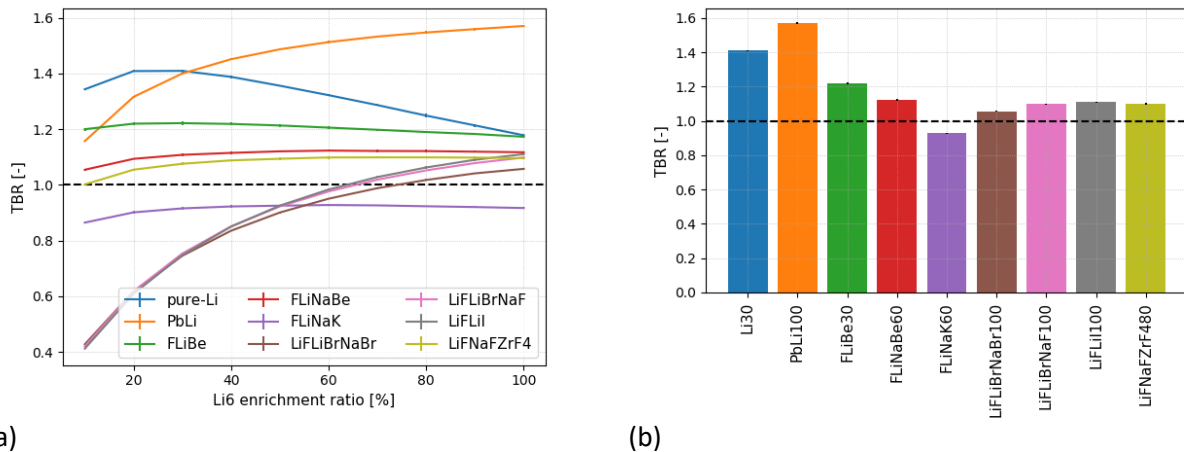 1.6
1.4
1.2
1.0
0.8
0.6
0.4
TBR [-]
20
40
60
80
100
Li6 enrichment ratio [%]
pure-Li
PbLi
FLiBe
FLiNaBe
FLiNaK
LiFLiBrNaBr
LiFLiBrNaF
LiFLiI
LiFNaFZrF4
a)
1.6
1.4
1.2
1.0
0.8
0.6
0.4
0.2
0.0
TBR [-]
Li30
PbLi100
FLiBe30
FLiNaBe60
FLiNaK60
LiFLiBrNaBr100
LiFLiBrNaF100
LiFLiI100
LiFNaFZrF480
(b)